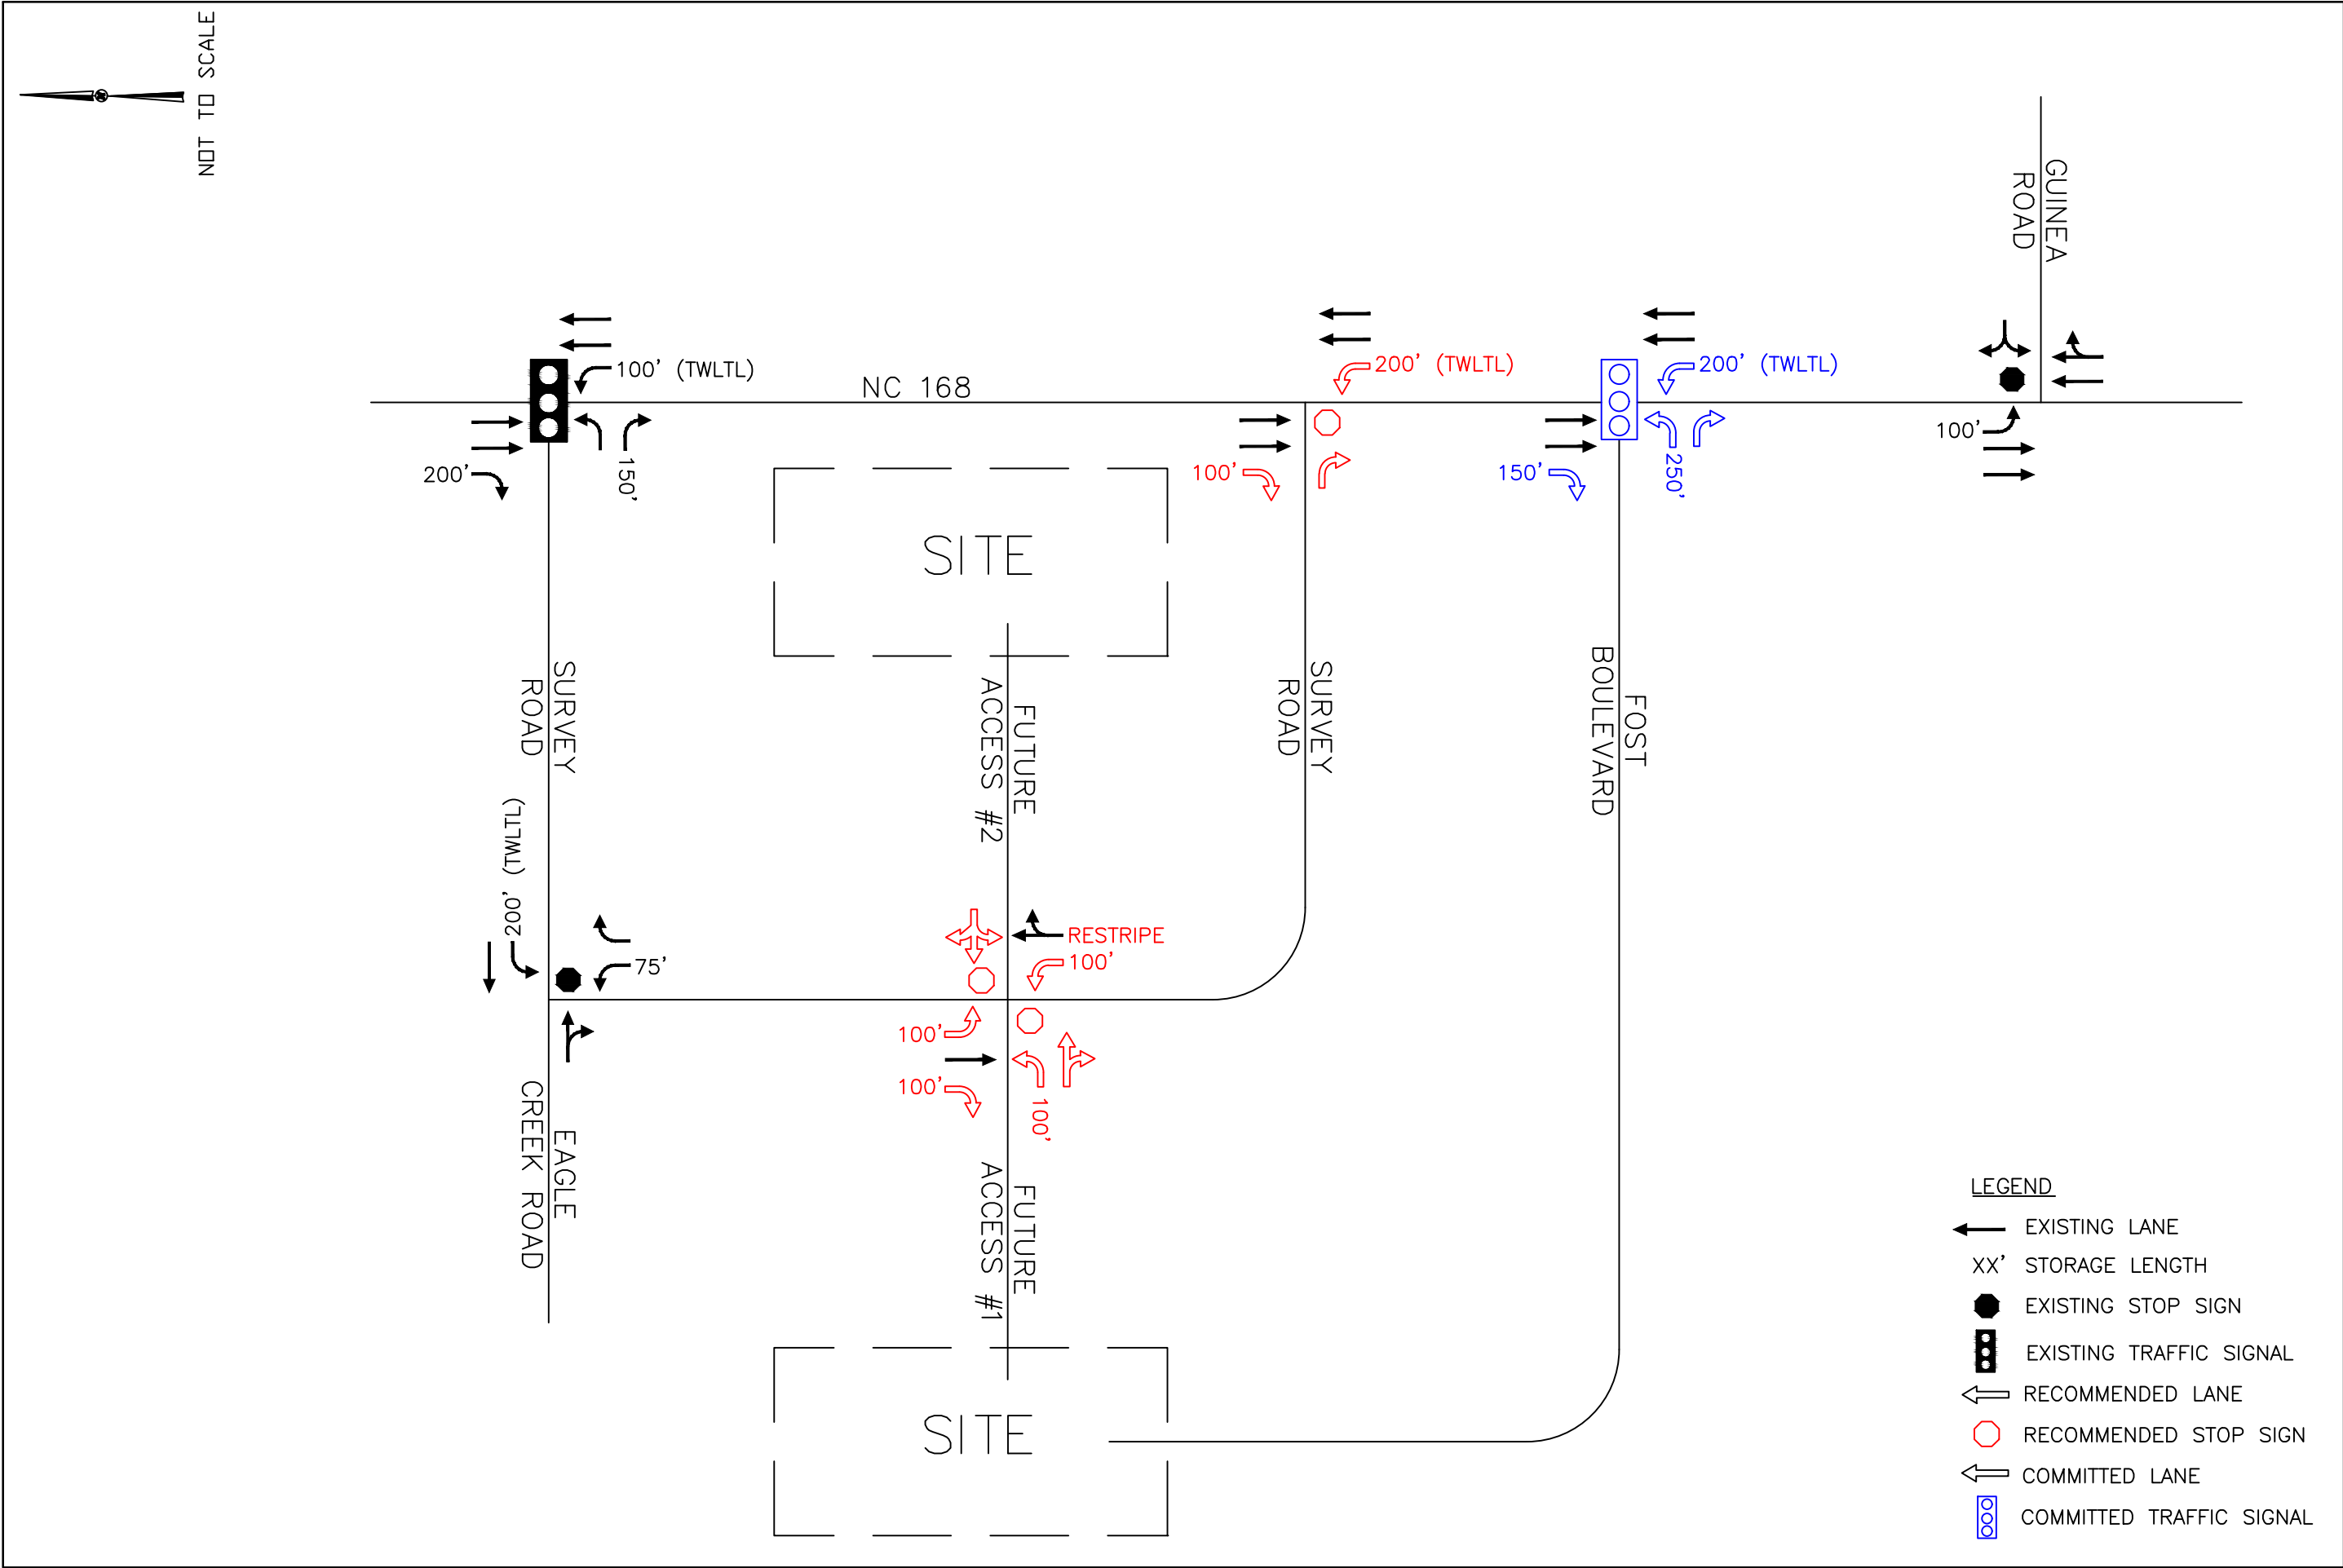 NOT TO SCALE
GUINEA
ROAD
100' (TWLTL)
NC 168
200' (TWLTL)
200' (TWLTL)
100'
200'
150'
100'
150'
250'
SITE
SURVEY
ROAD
FUTURE
ACCESS #2
SURVEY
ROAD
FOST
BOULEVARD
200' (TWLTL)
75'
RESTRIPE
100'
100'
100'
100'
EAGLE
CREEK ROAD
FUTURE
ACCESS #1
SITE
LEGEND
EXISTING LANE
XX' STORAGE LENGTH
EXISTING STOP SIGN
EXISTING TRAFFIC SIGNAL
RECOMMENDED LANE
RECOMMENDED STOP SIGN
COMMITTED LANE
COMMITTED TRAFFIC SIGNAL